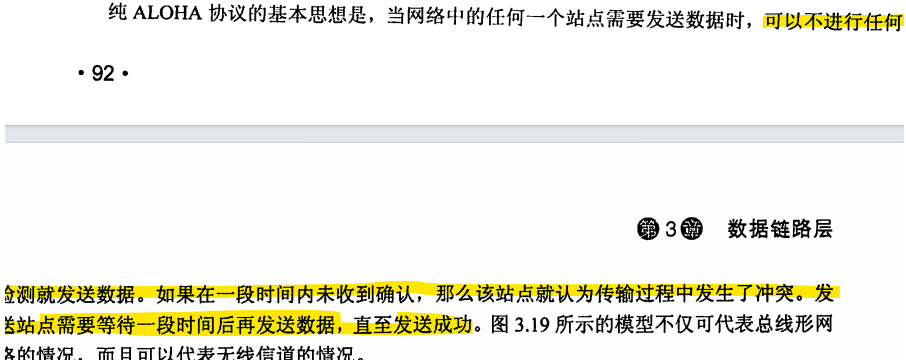 纯 ALOHA 协议的基本思想是，当网络中的任何一个站点需要发送数据时，可以不进行任何
·92·
第3章 数据链路层
检测就发送数据。如果在一段时间内未收到确认，那么该站点就认为传输过程中发生了冲突。发
送站点需要等待一段时间后再发送数据，直至发送成功。图 3.19 所示的模型不仅可代表总线形网
络的情况，而且可以代表无线信道的情况。